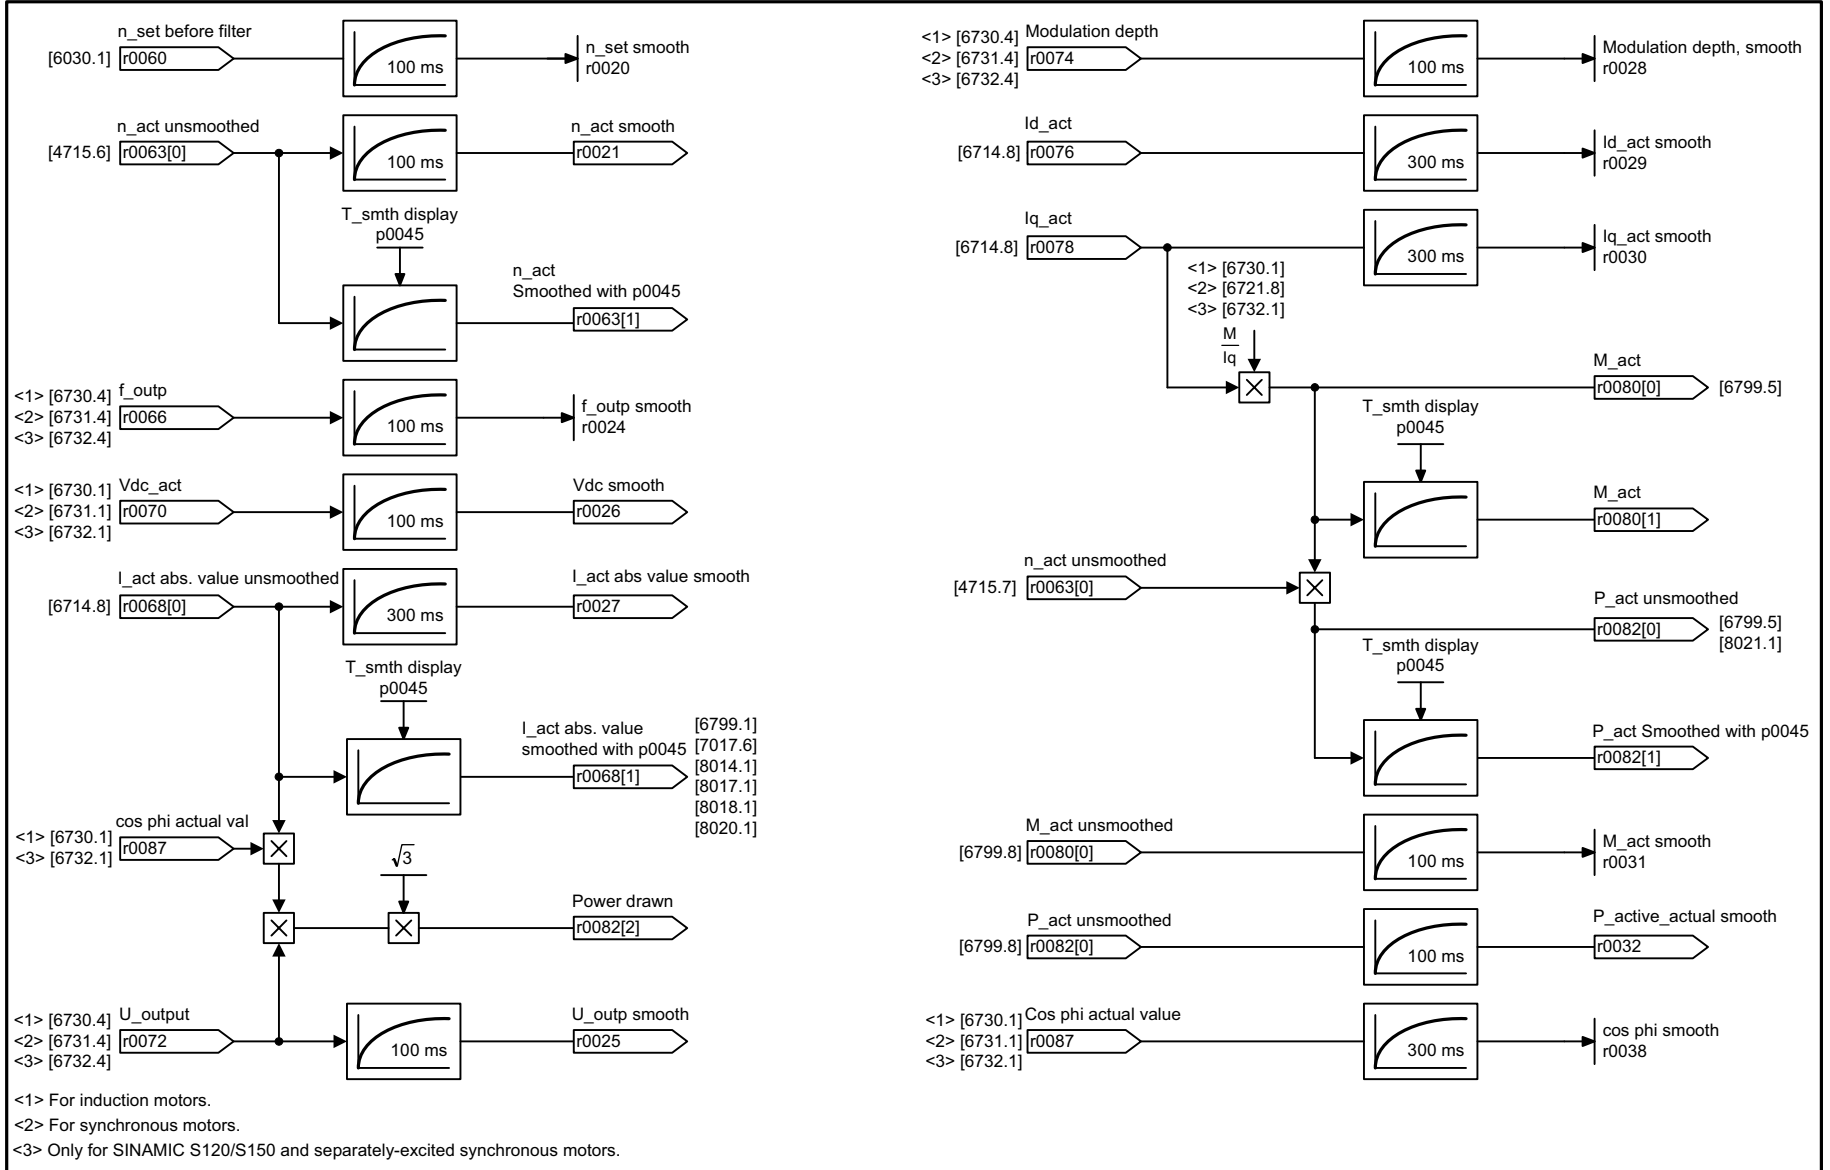 n_set before filter
[6030.1] r0060
100 ms
n_set smooth
r0020
n_act unsmoothed
[4715.6] r0063[0]
100 ms
n_act smooth
r0021
T_smth display
p0045
n_act
Smoothed with p0045
r0063[1]
<1> [6730.4] f_outp
<2> [6731.4] r0066
<3> [6732.4]
100 ms
f_outp smooth
r0024
<1> [6730.1] Vdc_act
<2> [6731.1] r0070
<3> [6732.1]
100 ms
Vdc smooth
r0026
I_act abs. value unsmoothed
[6714.8] r0068[0]
300 ms
I_act abs value smooth
r0027
T_smth display
p0045
I_act abs. value
smoothed with p0045
r0068[1]
[6799.1]
[7017.6]
[8014.1]
[8017.1]
[8018.1]
[8020.1]
cos phi actual val
<1> [6730.1] r0087
<3> [6732.1]
√3
Power drawn
r0082[2]
<1> [6730.4] U_output
<2> [6731.4] r0072
<3> [6732.4]
100 ms
U_outp smooth
r0025
<1> [6730.4] Modulation depth
<2> [6731.4] r0074
<3> [6732.4]
100 ms
Modulation depth, smooth
r0028
Id_act
[6714.8] r0076
300 ms
Id_act smooth
r0029
Iq_act
[6714.8] r0078
300 ms
Iq_act smooth
r0030
<1> [6730.1]
<2> [6721.8]
<3> [6732.1]
M
Iq
M_act
r0080[0] [6799.5]
T_smth display
p0045
M_act
r0080[1]
n_act unsmoothed
[4715.7] r0063[0]
P_act unsmoothed
r0082[0]
[6799.5]
[8021.1]
T_smth display
p0045
P_act Smoothed with p0045
r0082[1]
M_act unsmoothed
[6799.8] r0080[0]
100 ms
M_act smooth
r0031
P_act unsmoothed
[6799.8] r0082[0]
100 ms
P_active_actual smooth
r0032
<1> [6730.1] Cos phi actual value
<2> [6731.1] r0087
<3> [6732.1]
300 ms
cos phi smooth
r0038
<1> For induction motors.
<2> For synchronous motors.
<3> Only for SINAMIC S120/S150 and separately-excited synchronous motors.